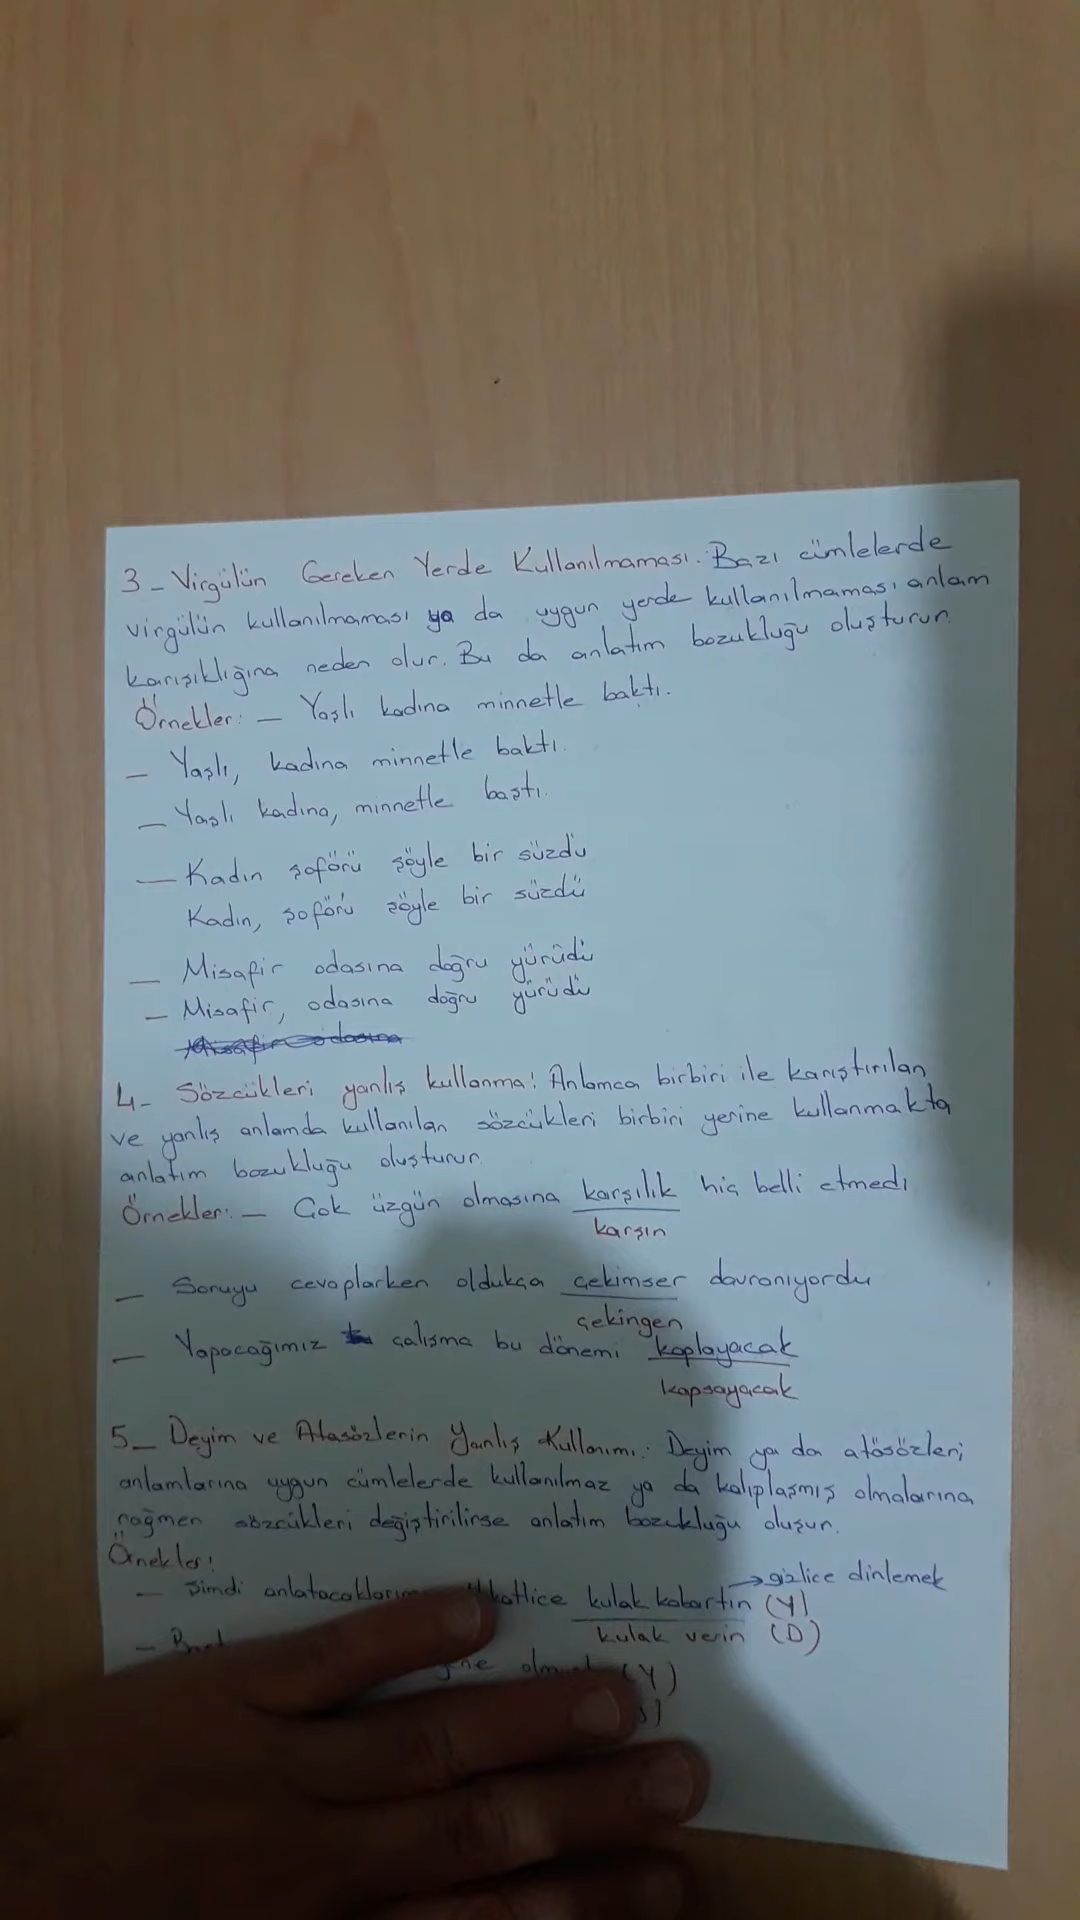 3 - Virgülün Gereken Yerde Kullanılmaması. Bazı cümlelerde
virgülün kullanılmaması ya da uygun yerde kullanılmaması anlam
karışıklığına neden olur. Bu da anlatım bozukluğu oluşturur.
Örnekler: - Yaşlı kadına minnetle baktı.
- Yaşlı, kadına minnetle baktı.
- Yaşlı kadına, minnetle baştı.
- Kadın şoförü şöyle bir süzdü
Kadın, şoförü şöyle bir süzdü
- Misafir odasına doğru yürüdü
- Misafir, odasına doğru yürüdü
4- Sözcükleri yanlış kullanma: Anlamca birbiri ile karıştırılan
ve yanlış anlamda kullanılan sözcükleri birbiri yerine kullanmakta
anlatım bozukluğu oluşturur.
Örnekler: - Çok üzgün olmasına karşılık hiç belli etmedi
karşın
- Soruyu cevaplarken oldukça çekimser davranıyordu
çekingen
- Yapacağımız çalışma bu dönemi kaplayacak
kapsayacak
5- Deyim ve Atasözlerin Yanlış Kullanımı: Deyim ya da atösözleri
anlamlarına uygun cümlelerde kullanılmaz ya da kalıplaşmış olmalarına
rağmen sözcükleri değiştirilirse anlatım bozukluğu oluşur.
Örnekler:
→ gizlice dinlemek
- Şimdi kulak kabartın (Y)
kulak verin (D)
(Y)